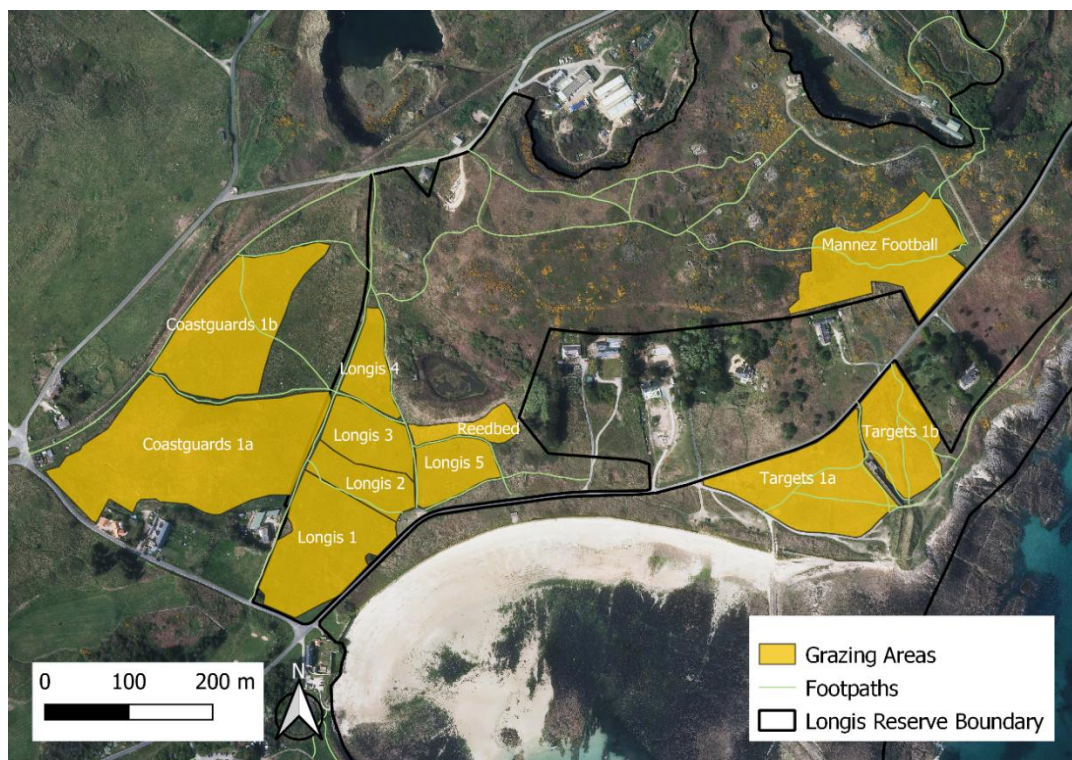 Mannez Football
Coastguards 1b
Longis 4
Coastguards 1a
Longis 3
Reedbed
Targets 1b
Longis 5
Targets 1a
Longis 2
Longis 1
N
0 100 200 m
Grazing Areas
Footpaths
Longis Reserve Boundary